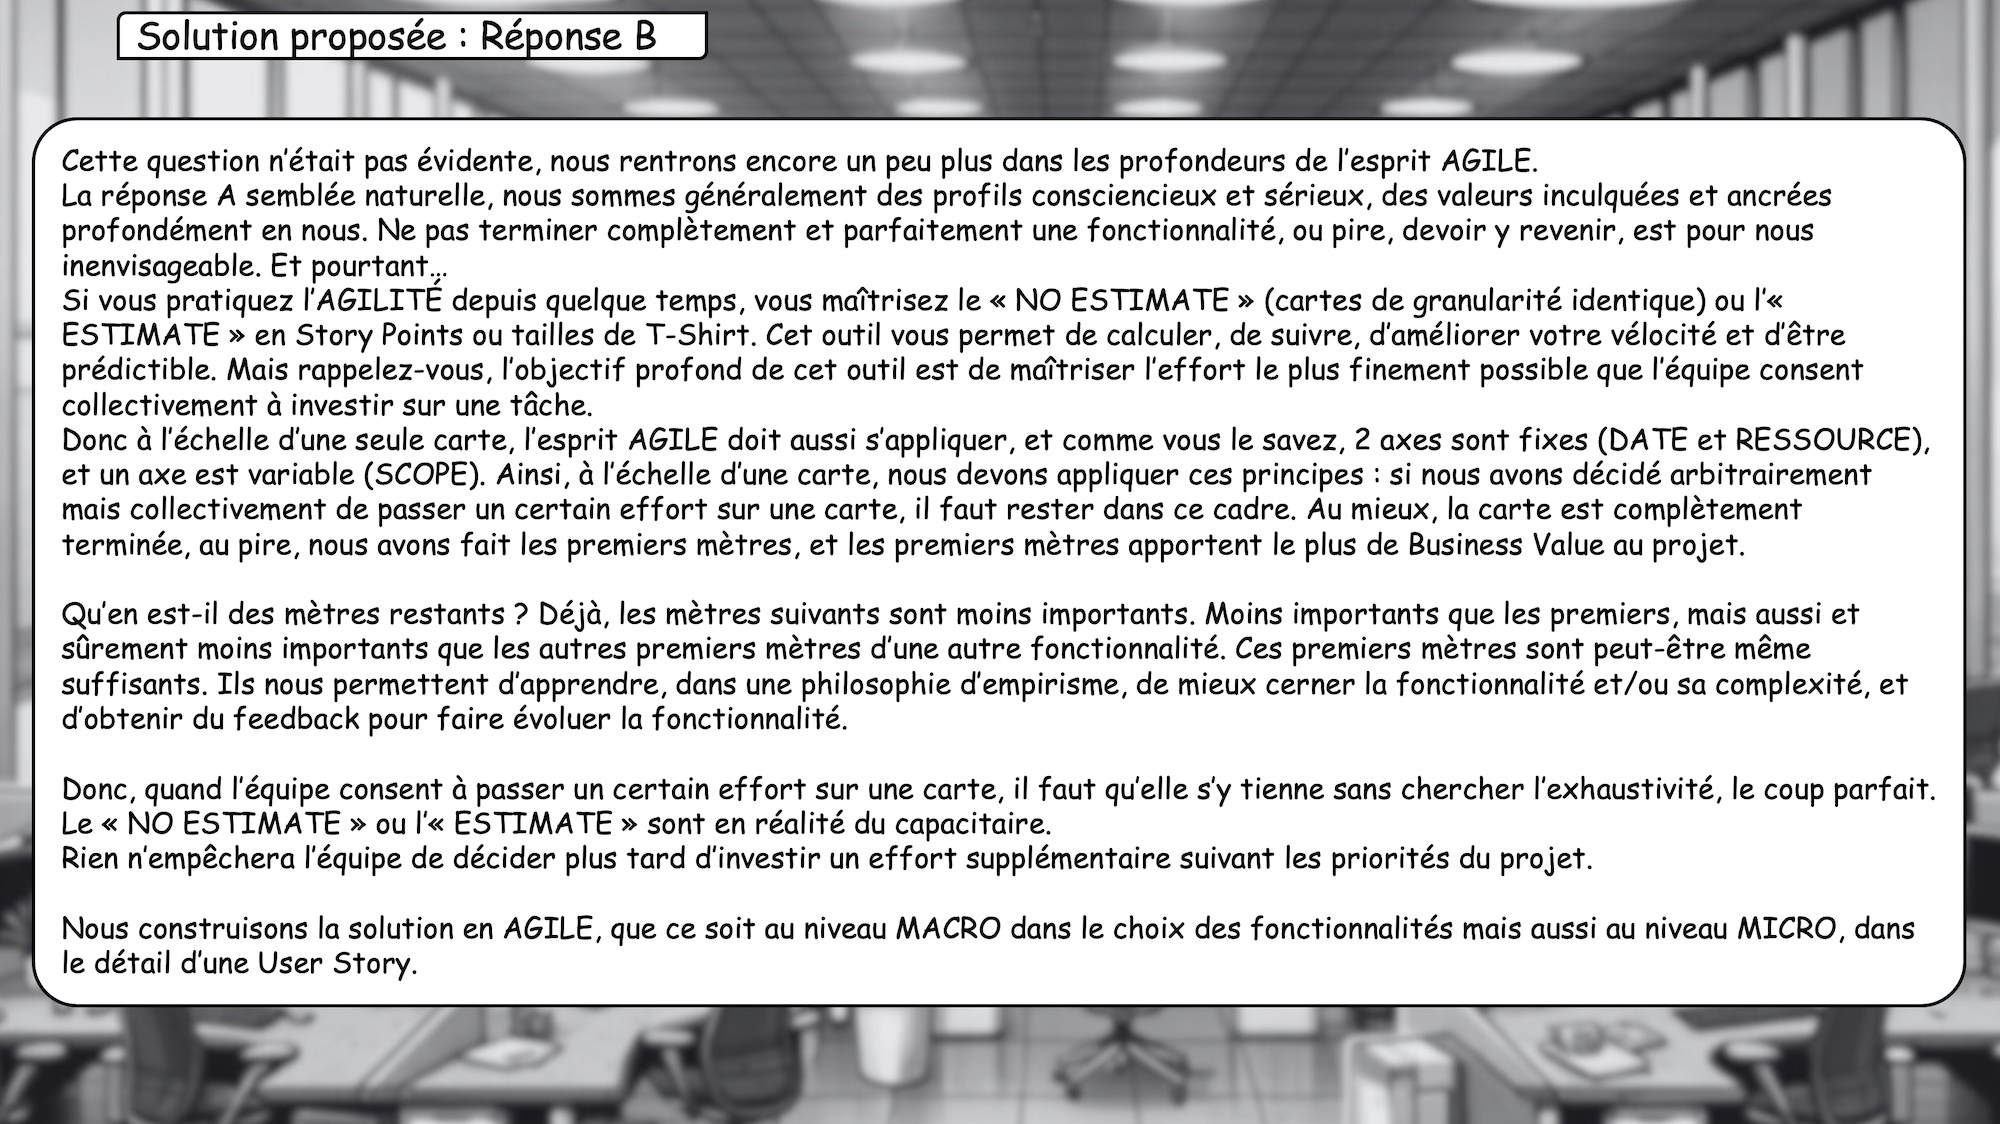 Solution proposée : Réponse B
Cette question n’était pas évidente, nous rentrons encore un peu plus dans les profondeurs de l’esprit AGILE.
La réponse A semblée naturelle, nous sommes généralement des profils consciencieux et sérieux, des valeurs inculquées et ancrées
profondément en nous. Ne pas terminer complètement et parfaitement une fonctionnalité, ou pire, devoir y revenir, est pour nous
inenvisageable. Et pourtant…
Si vous pratiquez l’AGILITÉ depuis quelque temps, vous maîtrisez le « NO ESTIMATE » (cartes de granularité identique) ou l’«
ESTIMATE » en Story Points ou tailles de T-Shirt. Cet outil vous permet de calculer, de suivre, d’améliorer votre vélocité et d’être
prédictible. Mais rappelez-vous, l’objectif profond de cet outil est de maîtriser l’effort le plus finement possible que l’équipe consent
collectivement à investir sur une tâche.
Donc à l’échelle d’une seule carte, l’esprit AGILE doit aussi s’appliquer, et comme vous le savez, 2 axes sont fixes (DATE et RESSOURCE),
et un axe est variable (SCOPE). Ainsi, à l’échelle d’une carte, nous devons appliquer ces principes : si nous avons décidé arbitrairement
mais collectivement de passer un certain effort sur une carte, il faut rester dans ce cadre. Au mieux, la carte est complètement
terminée, au pire, nous avons fait les premiers mètres, et les premiers mètres apportent le plus de Business Value au projet.
Qu’en est-il des mètres restants ? Déjà, les mètres suivants sont moins importants. Moins importants que les premiers, mais aussi et
sûrement moins importants que les autres premiers mètres d’une autre fonctionnalité. Ces premiers mètres sont peut-être même
suffisants. Ils nous permettent d’apprendre, dans une philosophie d’empirisme, de mieux cerner la fonctionnalité et/ou sa complexité, et
d’obtenir du feedback pour faire évoluer la fonctionnalité.
Donc, quand l’équipe consent à passer un certain effort sur une carte, il faut qu’elle s’y tienne sans chercher l’exhaustivité, le coup parfait.
Le « NO ESTIMATE » ou l’« ESTIMATE » sont en réalité du capacitaire.
Rien n’empêchera l’équipe de décider plus tard d’investir un effort supplémentaire suivant les priorités du projet.
Nous construisons la solution en AGILE, que ce soit au niveau MACRO dans le choix des fonctionnalités mais aussi au niveau MICRO, dans
le détail d’une User Story.